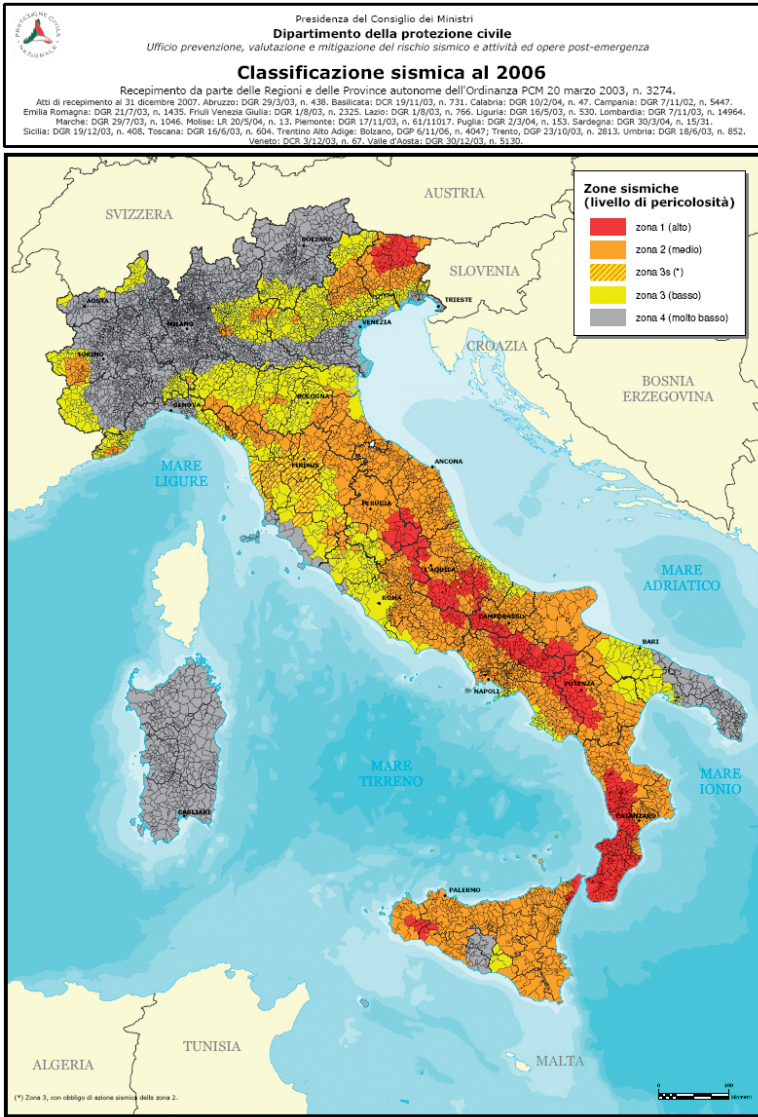 PROTEZIONE CIVILE
NAZIONALE
Presidenza del Consiglio dei Ministri
Dipartimento della protezione civile
Ufficio prevenzione, valutazione e mitigazione del rischio sismico e attività ed opere post-emergenza
Classificazione sismica al 2006
Recepimento da parte delle Regioni e delle Province autonome dell'Ordinanza PCM 20 marzo 2003, n. 3274.
Atti di recepimento al 31 dicembre 2007. Abruzzo: DGR 29/3/03, n. 438. Basilicata: DCR 19/11/03, n. 731. Calabria: DGR 10/2/04, n. 47. Campania: DGR 7/11/02, n. 5447.
Emilia Romagna: DGR 21/7/03, n. 1435. Friuli Venezia Giulia: DGR 1/8/03, n. 2325. Lazio: DGR 1/8/03, n. 766. Liguria: DGR 16/5/03, n. 530. Lombardia: DGR 7/11/03, n. 14964.
Marche: DGR 29/7/03, n. 1046. Molise: LR 20/5/04, n. 13. Piemonte: DGR 17/11/03, n. 61/11017. Puglia: DGR 2/3/04, n. 153. Sardegna: DGR 30/3/04, n. 15/31.
Sicilia: DGR 19/12/03, n. 408. Toscana: DGR 16/6/03, n. 604. Trentino Alto Adige: Bolzano, DGP 6/11/06, n. 4047; Trento, DGP 23/10/03, n. 2813. Umbria: DGR 18/6/03, n. 852.
Veneto: DCR 3/12/03, n. 67. Valle d'Aosta: DGR 30/12/03, n. 5130.
Zone sismiche
(livello di pericolosità)
zona 1 (alto)
zona 2 (medio)
zona 3s (*)
zona 3 (basso)
zona 4 (molto basso)
AUSTRIA
SVIZZERA
BOLZANO
SLOVENIA
AOSTA
TRIESTE
MILANO
VENEZIA
CROAZIA
TORINO
BOSNIA
ERZEGOVINA
BOLOGNA
GENOVA
MARE
LIGURE
FIRENZE
ANCONA
PERUGIA
L'AQUILA
MARE
ADRIATICO
ROMA
CAMPOBASSO
BARI
NAPOLI
POTENZA
MARE
TIRRENO
MARE
IONIO
CAGLIARI
CATANZARO
PALERMO
TUNISIA
ALGERIA
MALTA
(*) Zona 3, con obbligo di azione sismica della zona 2.
0 100
kilometri